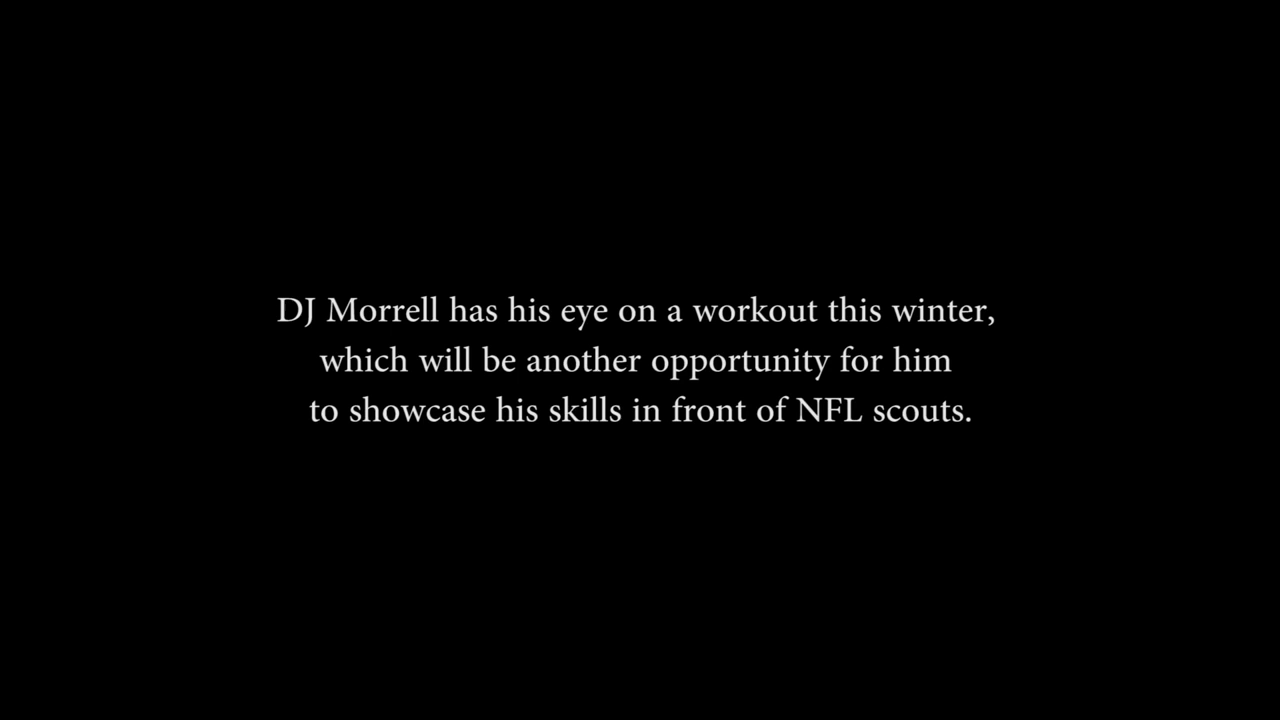 DJ Morrell has his eye on a workout this winter,
which will be another opportunity for him
to showcase his skills in front of NFL scouts.